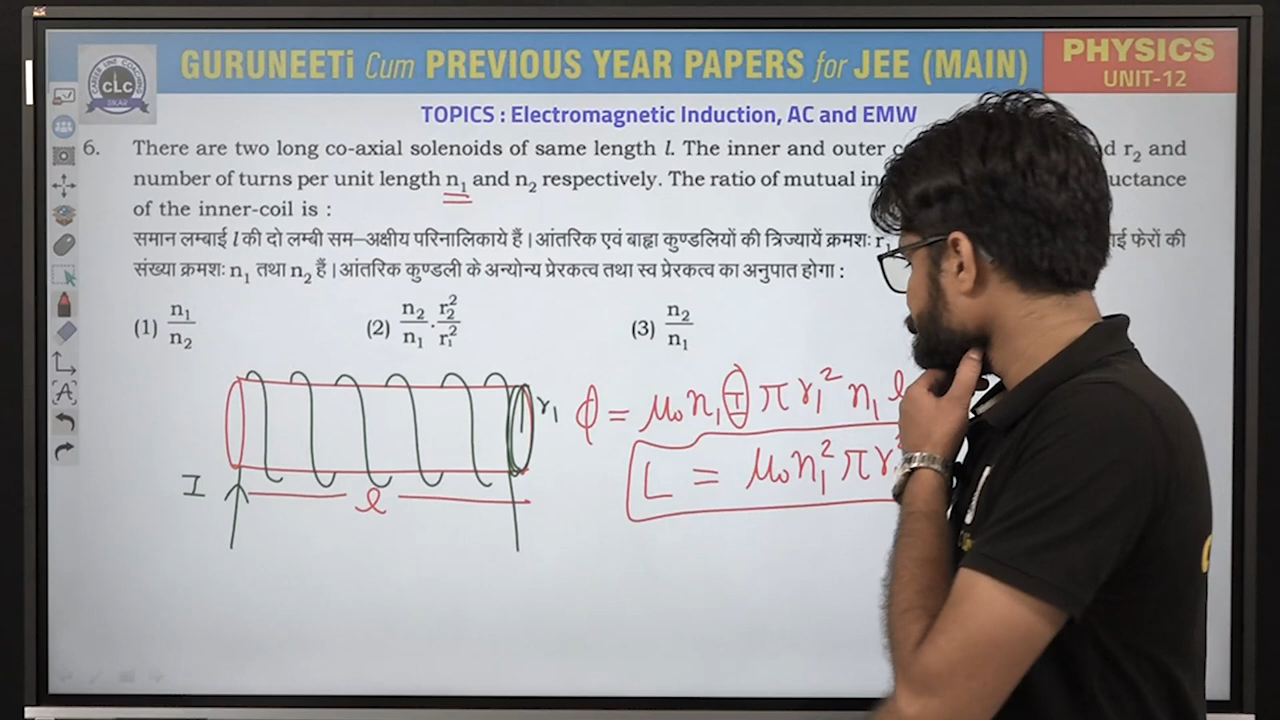 GURUNEETi Cum PREVIOUS YEAR PAPERS for JEE (MAIN)
PHYSICS
UNIT-12
CLC
SIKAR
TOPICS : Electromagnetic Induction, AC and EMW
6. There are two long co-axial solenoids of same length l. The inner and outer r₂ and
number of turns per unit length n₁ and n₂ respectively. The ratio of mutual
of the inner-coil is :
समान लम्बाई l की दो लम्बी सम–अक्षीय परिनालिकाये हैं। आंतरिक एवं बाह्य कुण्डलियों की त्रिज्यायें क्रमशः फेरों की
संख्या क्रमशः n₁ तथा n₂ हैं। आंतरिक कुण्डली के अन्योन्य प्रेरकत्व तथा स्व प्रेरकत्व का अनुपात होगा :
(1) n₁/n₂ (2) n₂/n₁ · r₂²/r₁² (3) n₂/n₁
r₁ ϕ = μ₀ n₁ I π r₁² n₁ l
L = μ₀ n₁² π r
I
l